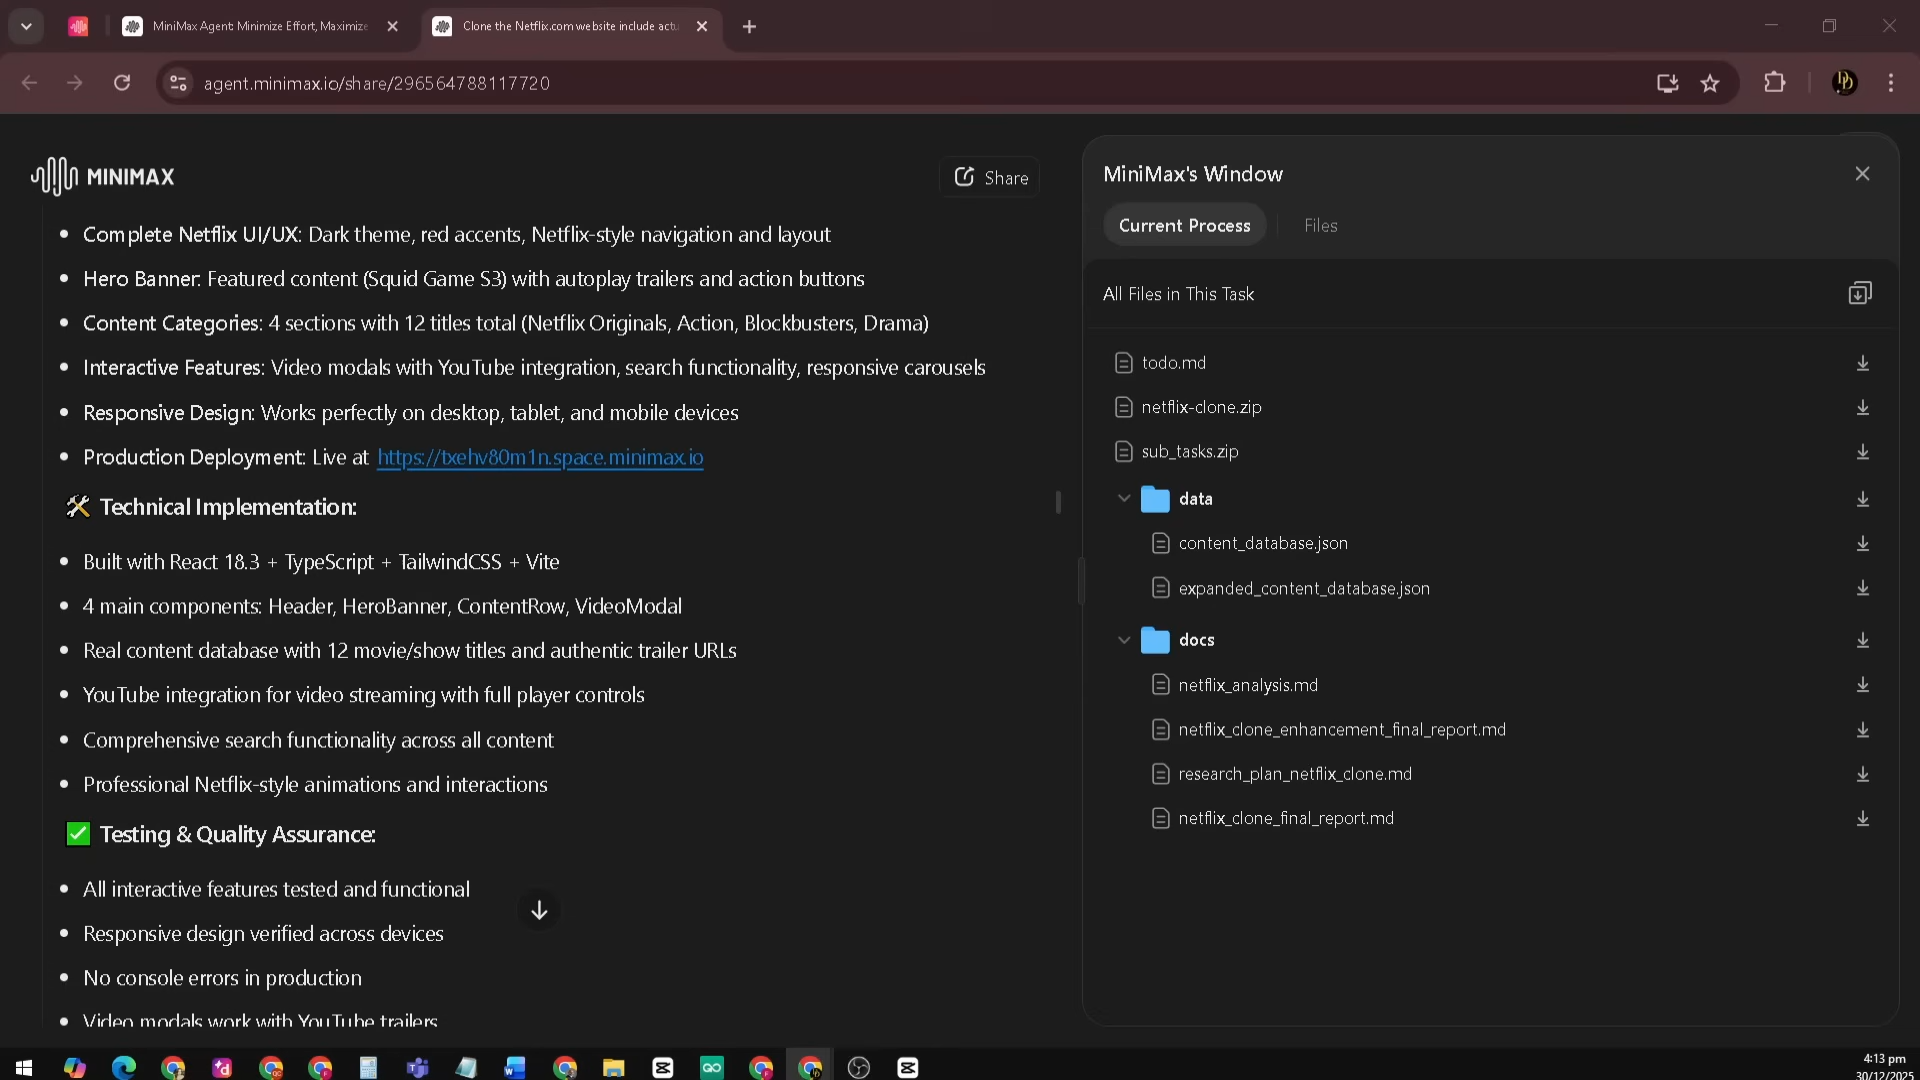 MiniMax Agent: Minimize Effort, Maximize
Clone the Netflix.com website include actu
agent.minimax.io/share/296564788117720
MINIMAX
Share
Complete Netflix UI/UX: Dark theme, red accents, Netflix-style navigation and layout
Hero Banner: Featured content (Squid Game S3) with autoplay trailers and action buttons
Content Categories: 4 sections with 12 titles total (Netflix Originals, Action, Blockbusters, Drama)
Interactive Features: Video modals with YouTube integration, search functionality, responsive carousels
Responsive Design: Works perfectly on desktop, tablet, and mobile devices
Production Deployment: Live at https://txehv80m1n.space.minimax.io
🛠 Technical Implementation:
Built with React 18.3 + TypeScript + TailwindCSS + Vite
4 main components: Header, HeroBanner, ContentRow, VideoModal
Real content database with 12 movie/show titles and authentic trailer URLs
YouTube integration for video streaming with full player controls
Comprehensive search functionality across all content
Professional Netflix-style animations and interactions
✅ Testing & Quality Assurance:
All interactive features tested and functional
Responsive design verified across devices
No console errors in production
Video modals work with YouTube trailers
MiniMax's Window
Current Process
Files
All Files in This Task
todo.md
netflix-clone.zip
sub_tasks.zip
data
content_database.json
expanded_content_database.json
docs
netflix_analysis.md
netflix_clone_enhancement_final_report.md
research_plan_netflix_clone.md
netflix_clone_final_report.md
4:13 pm
30/12/2025